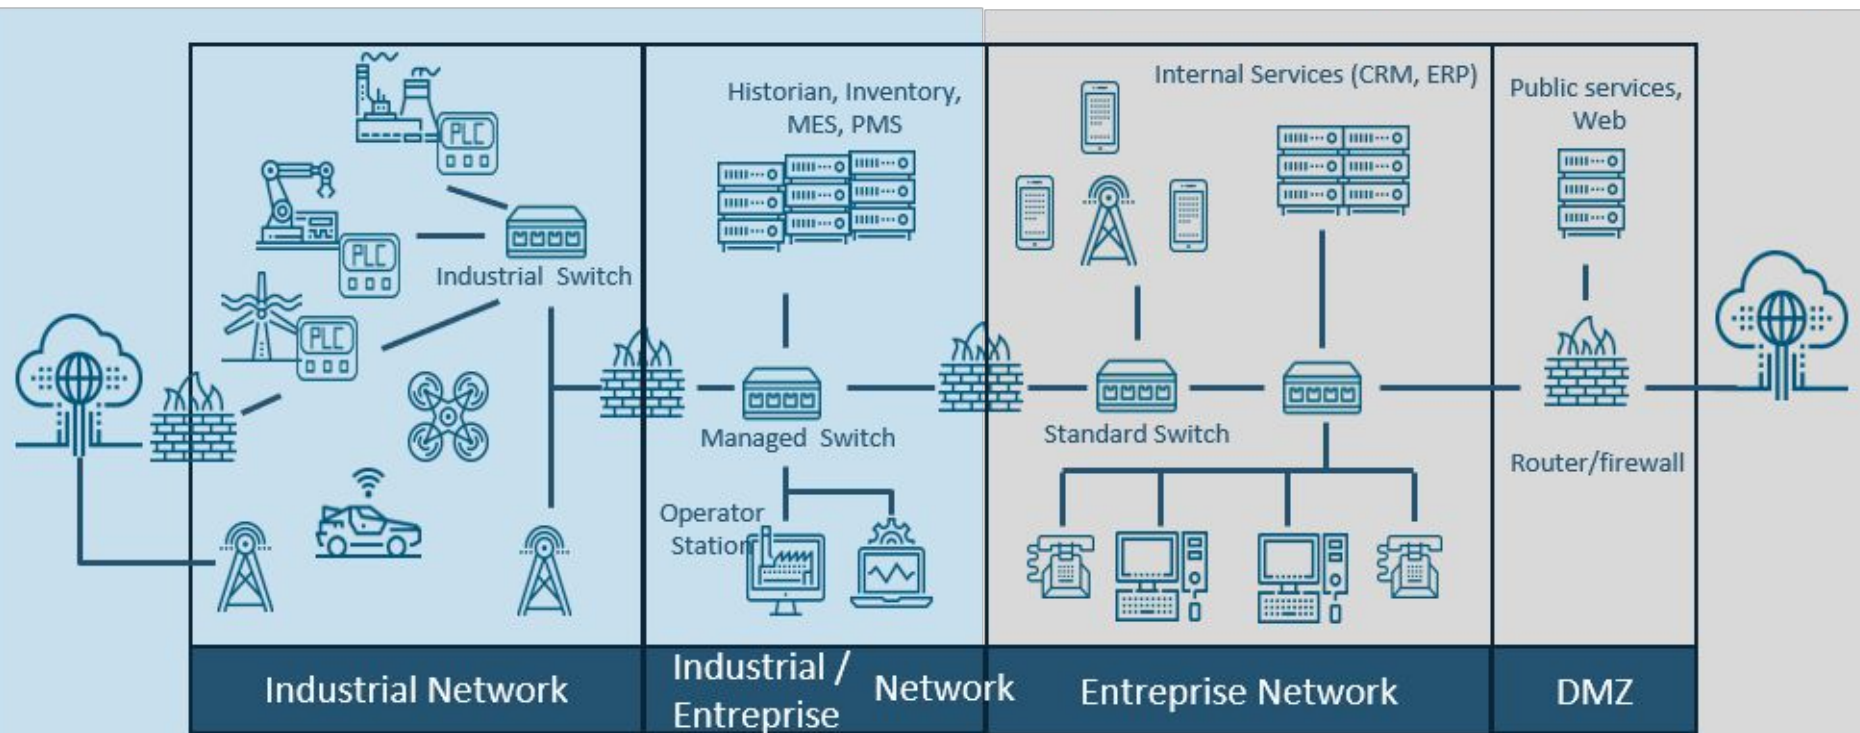 PLC
PLC
PLC
Industrial Switch
Historian, Inventory,
MES, PMS
Managed Switch
Operator
Station
Internal Services (CRM, ERP)
Standard Switch
Public services,
Web
Router/firewall
Industrial Network
Industrial /
Entreprise
Network
Entreprise Network
DMZ